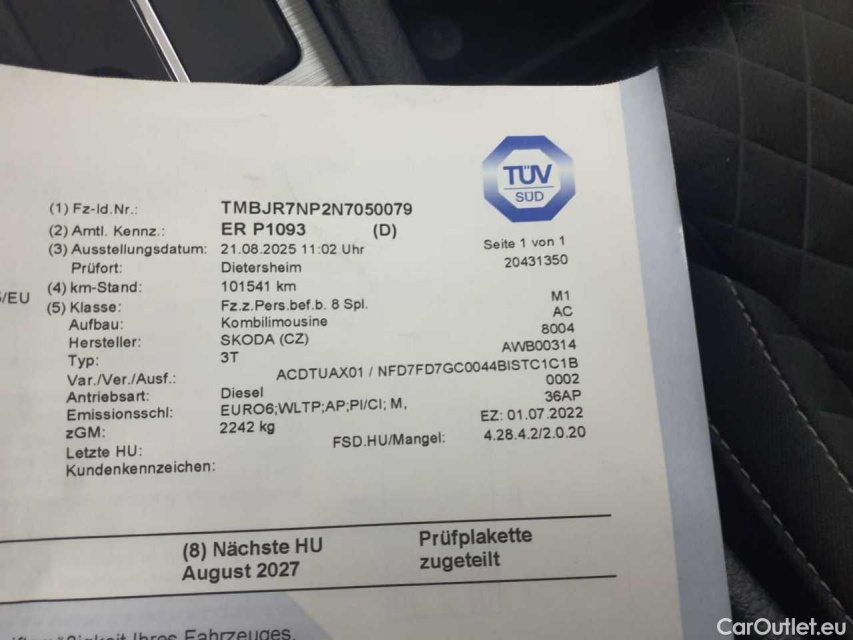 TÜV
SÜD
(1) Fz-Id.Nr.: TMBJR7NP2N7050079
(2) Amtl. Kennz.: ER P1093 (D)
(3) Ausstellungsdatum: 21.08.2025 11:02 Uhr Seite 1 von 1
Prüfort: Dietersheim 20431350
(4) km-Stand: 101541 km
/EU (5) Klasse: Fz.z.Pers.bef.b. 8 Spl. M1
Aufbau: Kombilimousine AC
Hersteller: SKODA (CZ) 8004
Typ: 3T AWB00314
Var./Ver./Ausf.: ACDTUAX01 / NFD7FD7GC0044BISTC1C1B
Antriebsart: Diesel 0002
Emissionsschl: EURO6;WLTP;AP;PI/CI; M, 36AP
zGM: 2242 kg EZ: 01.07.2022
Letzte HU: FSD.HU/Mangel: 4.28.4.2/2.0.20
Kundenkennzeichen:
(8) Nächste HU Prüfplakette
August 2027 zugeteilt
Ihres Fahrzeuges.
CarOutlet.eu